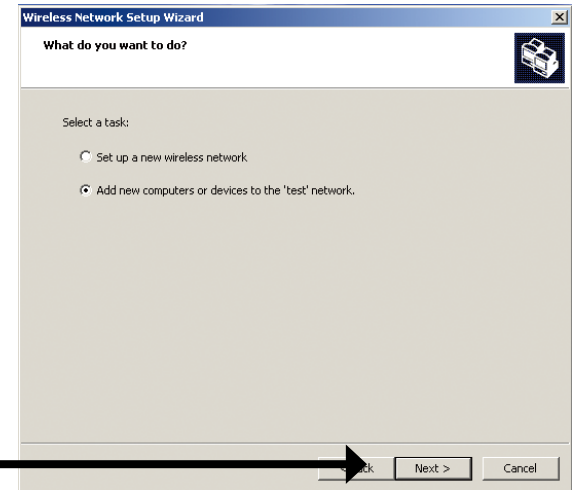 Wireless Network Setup Wizard
What do you want to do?
Select a task:
Set up a new wireless network
Add new computers or devices to the 'test' network.
Next > Cancel